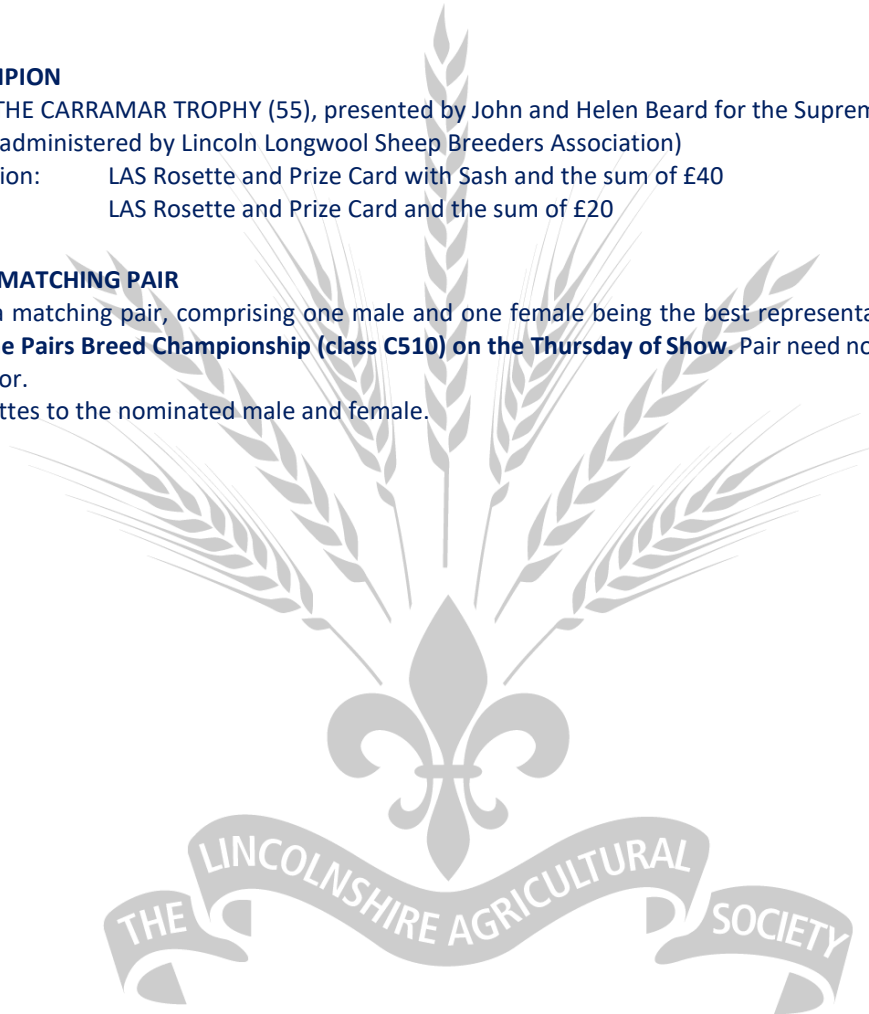 MPION
THE CARRAMAR TROPHY (55), presented by John and Helen Beard for the Suprem
administered by Lincoln Longwool Sheep Breeders Association)
ion: LAS Rosette and Prize Card with Sash and the sum of £40
LAS Rosette and Prize Card and the sum of £20
MATCHING PAIR
a matching pair, comprising one male and one female being the best representa
e Pairs Breed Championship (class C510) on the Thursday of Show. Pair need no
or.
ttes to the nominated male and female.
THE LINCOLNSHIRE AGRICULTURAL SOCIETY